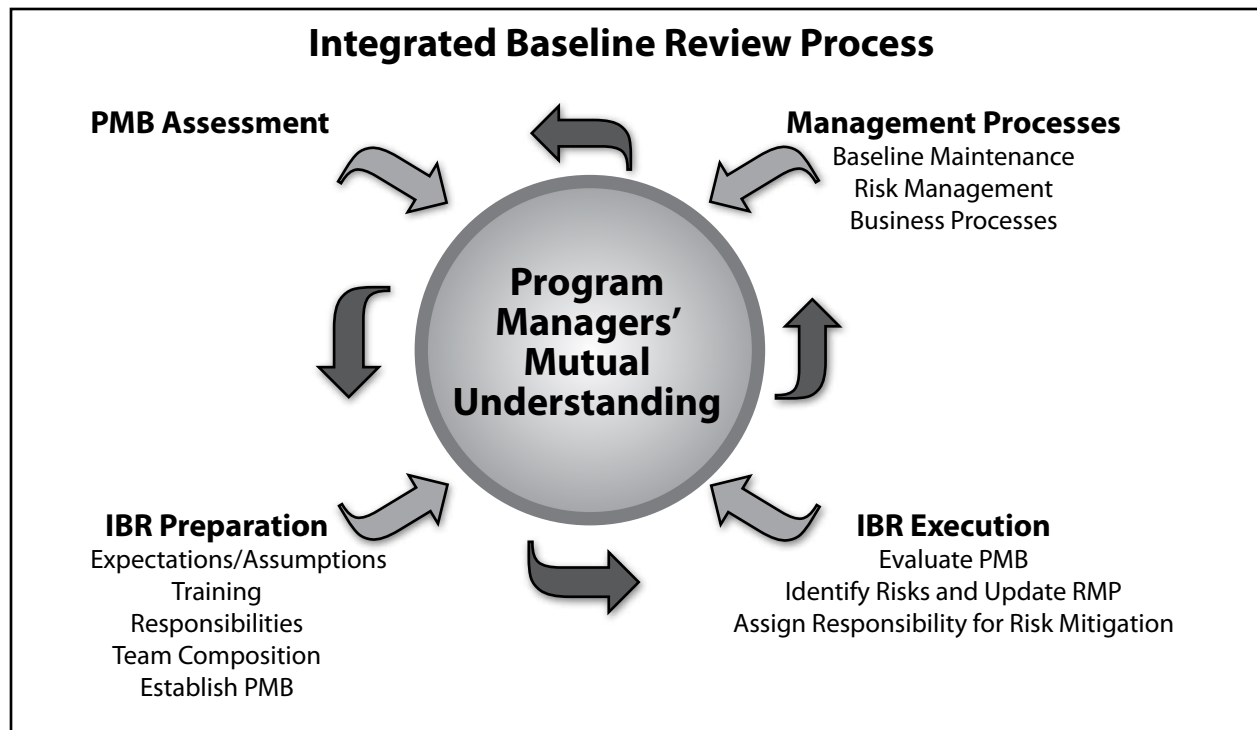 Integrated Baseline Review Process
PMB Assessment
Management Processes
Baseline Maintenance
Risk Management
Business Processes
Program
Managers’
Mutual
Understanding
IBR Preparation
Expectations/Assumptions
Training
Responsibilities
Team Composition
Establish PMB
IBR Execution
Evaluate PMB
Identify Risks and Update RMP
Assign Responsibility for Risk Mitigation